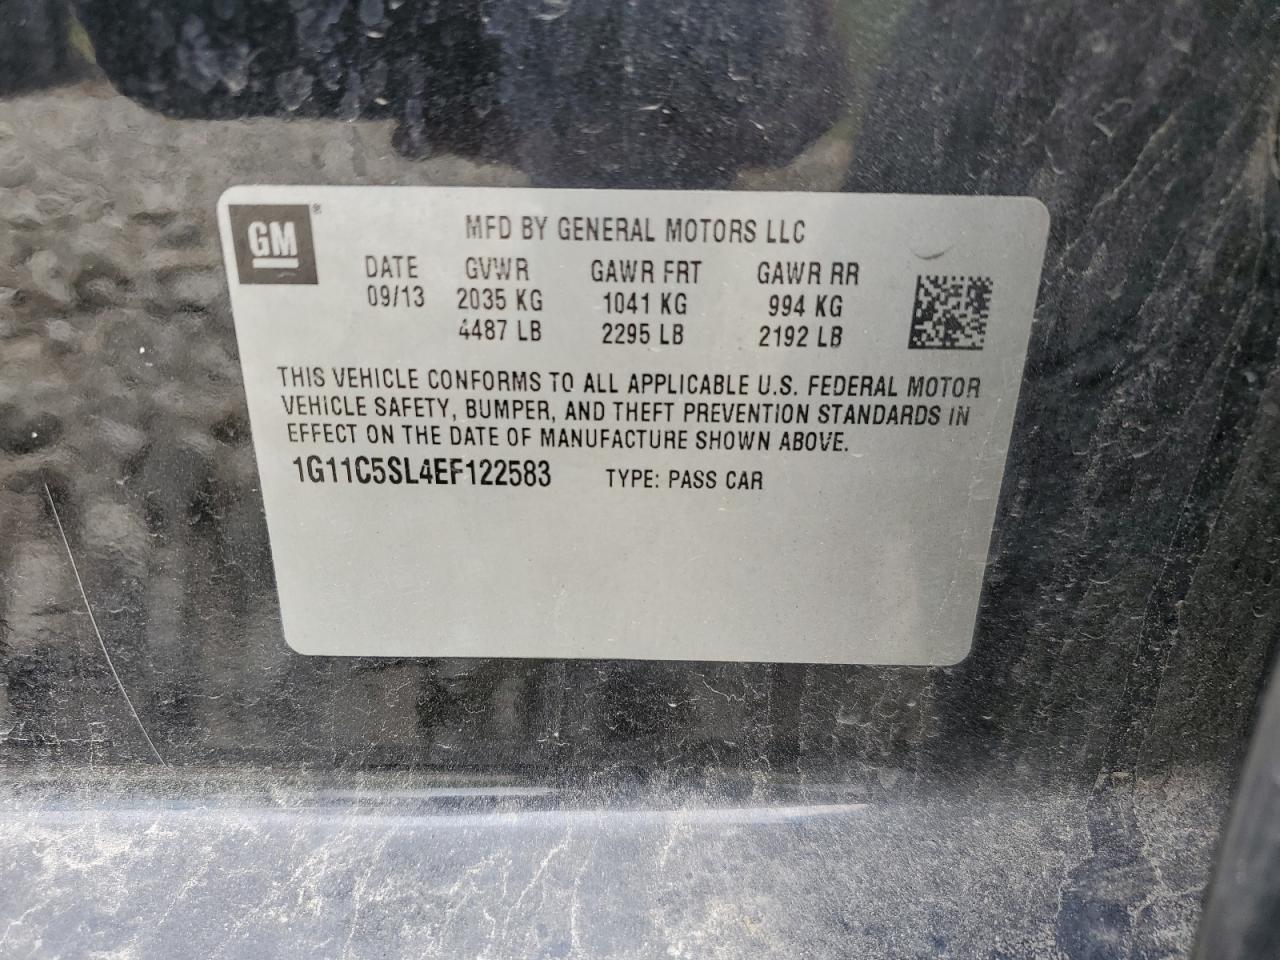 GM®
MFD BY GENERAL MOTORS LLC
DATE GVWR GAWR FRT GAWR RR
09/13 2035 KG 1041 KG 994 KG
4487 LB 2295 LB 2192 LB
THIS VEHICLE CONFORMS TO ALL APPLICABLE U.S. FEDERAL MOTOR
VEHICLE SAFETY, BUMPER, AND THEFT PREVENTION STANDARDS IN
EFFECT ON THE DATE OF MANUFACTURE SHOWN ABOVE.
1G11C5SL4EF122583 TYPE: PASS CAR